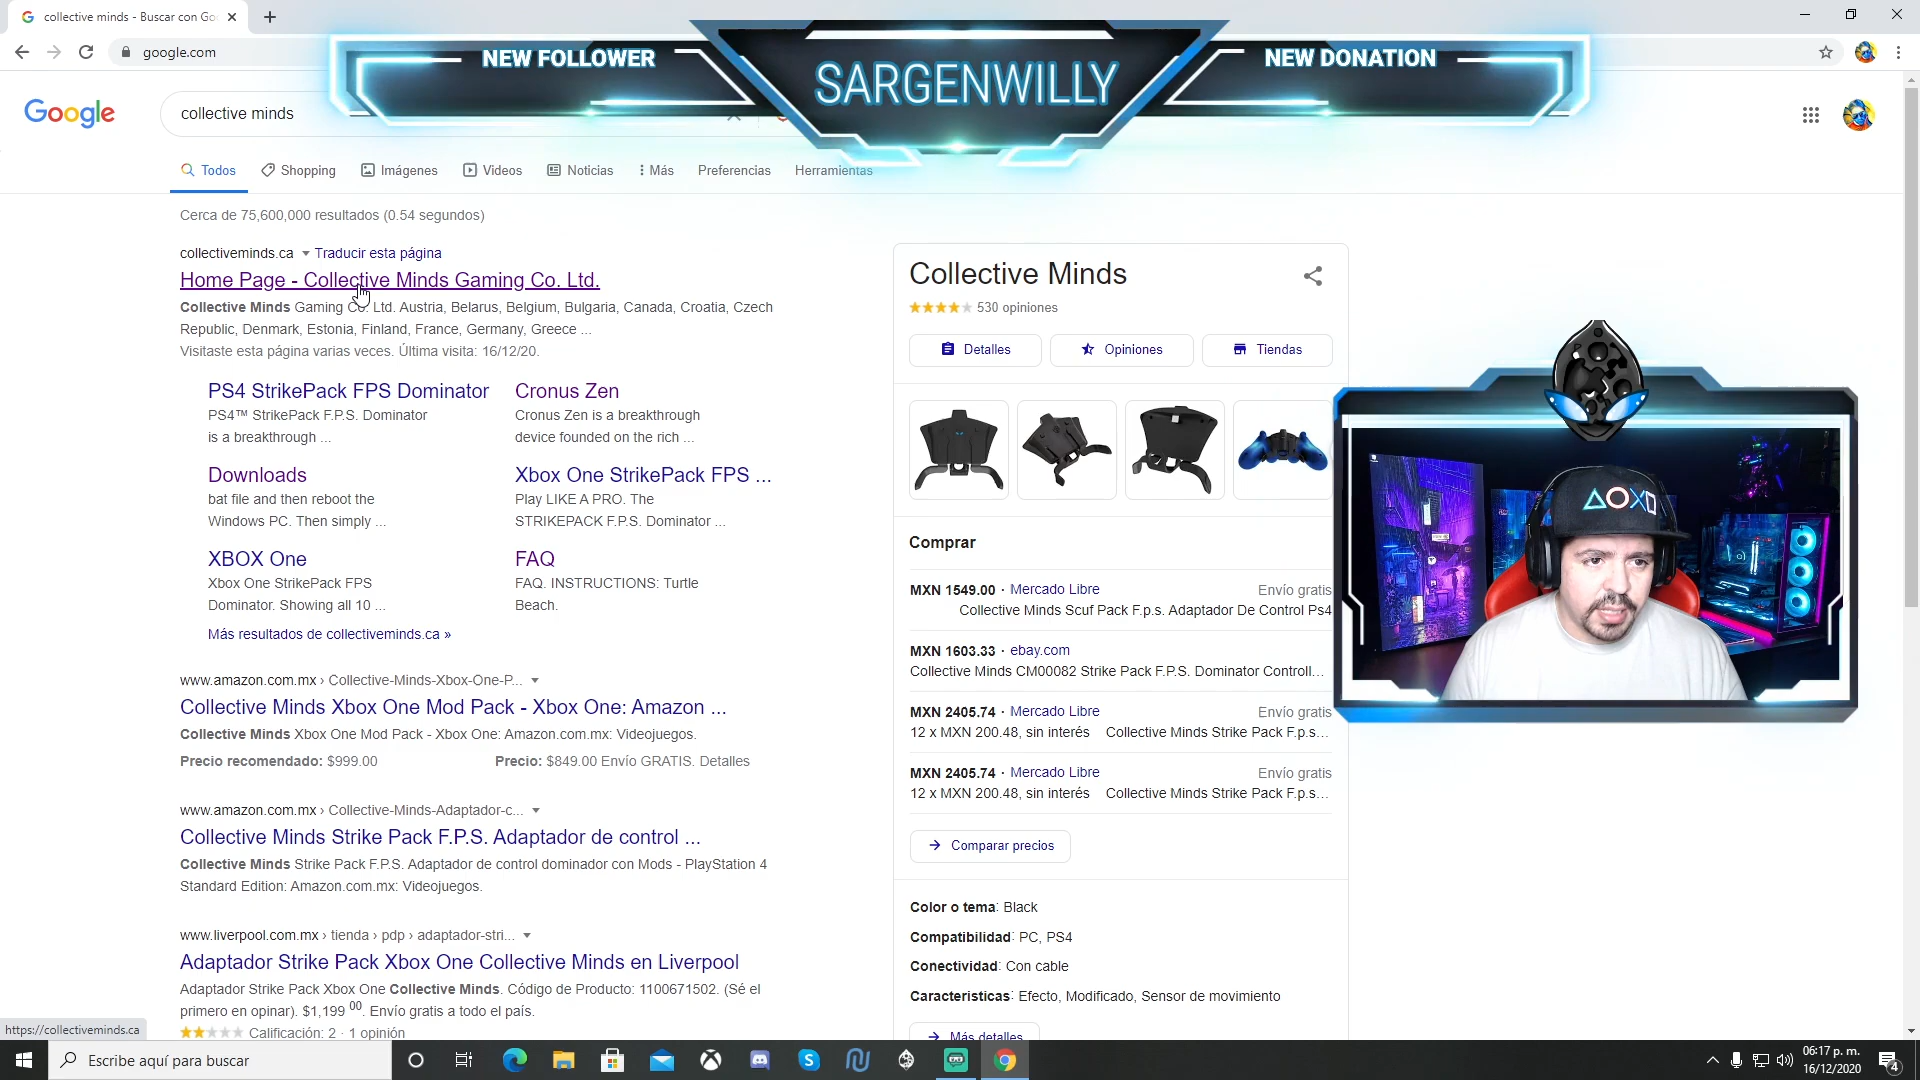 collective minds - Buscar con Go
google.com
NEW FOLLOWER
SARGENWILLY
NEW DONATION
Google
collective minds
Todos
Shopping
Imágenes
Videos
Noticias
Más
Preferencias
Herramientas
Cerca de 75,600,000 resultados (0.54 segundos)
collectiveminds.ca Traducir esta página
Home Page - Collective Minds Gaming Co. Ltd.
Collective Minds Gaming Co. Ltd. Austria, Belarus, Belgium, Bulgaria, Canada, Croatia, Czech
Republic, Denmark, Estonia, Finland, France, Germany, Greece ...
Visitaste esta página varias veces. Última visita: 16/12/20.
PS4 StrikePack FPS Dominator
PS4™ StrikePack F.P.S. Dominator
is a breakthrough ...
Cronus Zen
Cronus Zen is a breakthrough
device founded on the rich ...
Downloads
bat file and then reboot the
Windows PC. Then simply ...
Xbox One StrikePack FPS ...
Play LIKE A PRO. The
STRIKEPACK F.P.S. Dominator ...
XBOX One
Xbox One StrikePack FPS
Dominator. Showing all 10 ...
FAQ
FAQ. INSTRUCTIONS: Turtle
Beach.
Más resultados de collectiveminds.ca »
www.amazon.com.mx › Collective-Minds-Xbox-One-P...
Collective Minds Xbox One Mod Pack - Xbox One: Amazon ...
Collective Minds Xbox One Mod Pack - Xbox One: Amazon.com.mx: Videojuegos.
Precio recomendado: $999.00
Precio: $849.00 Envío GRATIS. Detalles
www.amazon.com.mx › Collective-Minds-Adaptador-c...
Collective Minds Strike Pack F.P.S. Adaptador de control ...
Collective Minds Strike Pack F.P.S. Adaptador de control dominador con Mods - PlayStation 4
Standard Edition: Amazon.com.mx: Videojuegos.
www.liverpool.com.mx › tienda › pdp › adaptador-stri...
Adaptador Strike Pack Xbox One Collective Minds en Liverpool
Adaptador Strike Pack Xbox One Collective Minds. Código de Producto: 1100671502. (Sé el
primero en opinar). $1,199 00. Envío gratis a todo el país.
Calificación: 2 · 1 opinión
Collective Minds
530 opiniones
Detalles
Opiniones
Tiendas
Comprar
MXN 1549.00 · Mercado Libre Envío gratis
Collective Minds Scuf Pack F.p.s. Adaptador De Control Ps4
MXN 1603.33 · ebay.com
Collective Minds CM00082 Strike Pack F.P.S. Dominator Controll...
MXN 2405.74 · Mercado Libre Envío gratis
12 x MXN 200.48, sin interés Collective Minds Strike Pack F.p.s...
MXN 2405.74 · Mercado Libre Envío gratis
12 x MXN 200.48, sin interés Collective Minds Strike Pack F.p.s...
Comparar precios
Color o tema: Black
Compatibilidad: PC, PS4
Conectividad: Con cable
Características: Efecto, Modificado, Sensor de movimiento
Más detalles
https://collectiveminds.ca
Escribe aquí para buscar
06:17 p. m.
16/12/2020
4